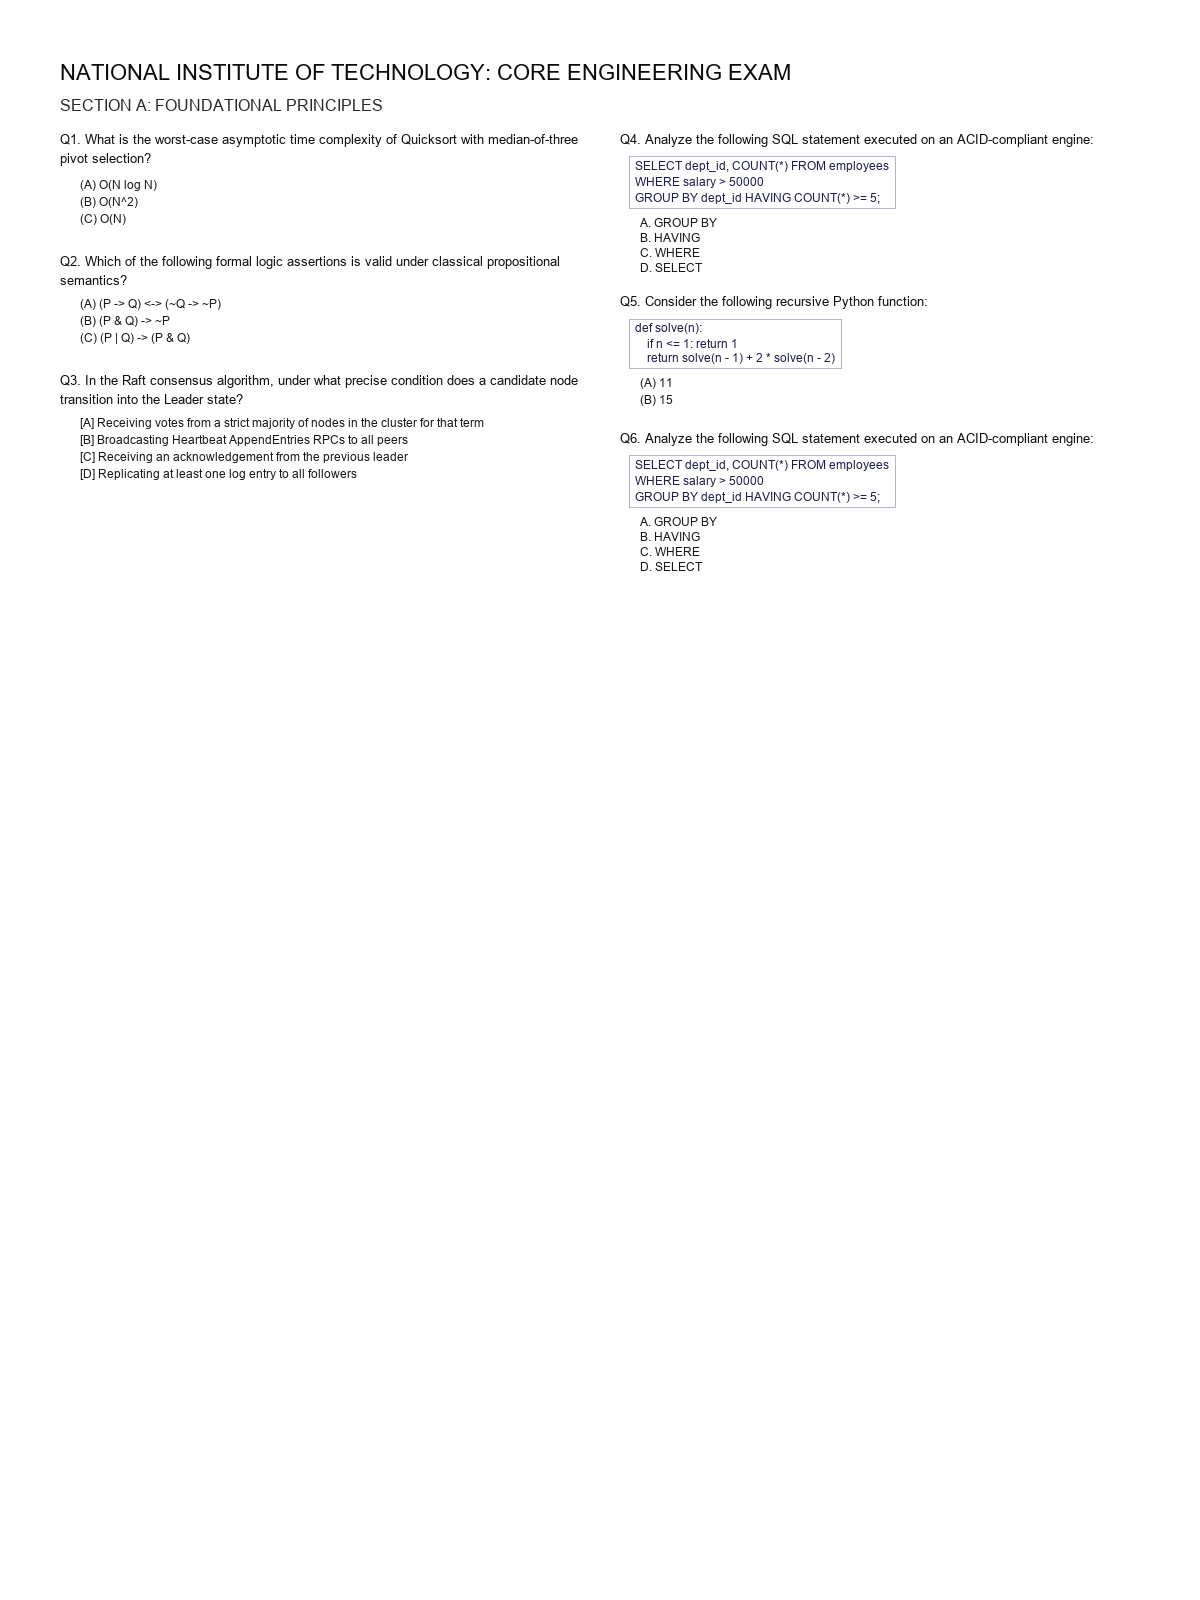 NATIONAL INSTITUTE OF TECHNOLOGY: CORE ENGINEERING EXAM
SECTION A: FOUNDATIONAL PRINCIPLES
Q1. What is the worst-case asymptotic time complexity of Quicksort with median-of-three
pivot selection?
(A) O(N log N)
(B) O(N^2)
(C) O(N)
Q2. Which of the following formal logic assertions is valid under classical propositional
semantics?
(A) (P -> Q) <-> (~Q -> ~P)
(B) (P & Q) -> ~P
(C) (P | Q) -> (P & Q)
Q3. In the Raft consensus algorithm, under what precise condition does a candidate node
transition into the Leader state?
[A] Receiving votes from a strict majority of nodes in the cluster for that term
[B] Broadcasting Heartbeat AppendEntries RPCs to all peers
[C] Receiving an acknowledgement from the previous leader
[D] Replicating at least one log entry to all followers
Q4. Analyze the following SQL statement executed on an ACID-compliant engine:
SELECT dept_id, COUNT(*) FROM employees
WHERE salary > 50000
GROUP BY dept_id HAVING COUNT(*) >= 5;
A. GROUP BY
B. HAVING
C. WHERE
D. SELECT
Q5. Consider the following recursive Python function:
def solve(n):
if n <= 1: return 1
return solve(n - 1) + 2 * solve(n - 2)
(A) 11
(B) 15
Q6. Analyze the following SQL statement executed on an ACID-compliant engine:
SELECT dept_id, COUNT(*) FROM employees
WHERE salary > 50000
GROUP BY dept_id HAVING COUNT(*) >= 5;
A. GROUP BY
B. HAVING
C. WHERE
D. SELECT